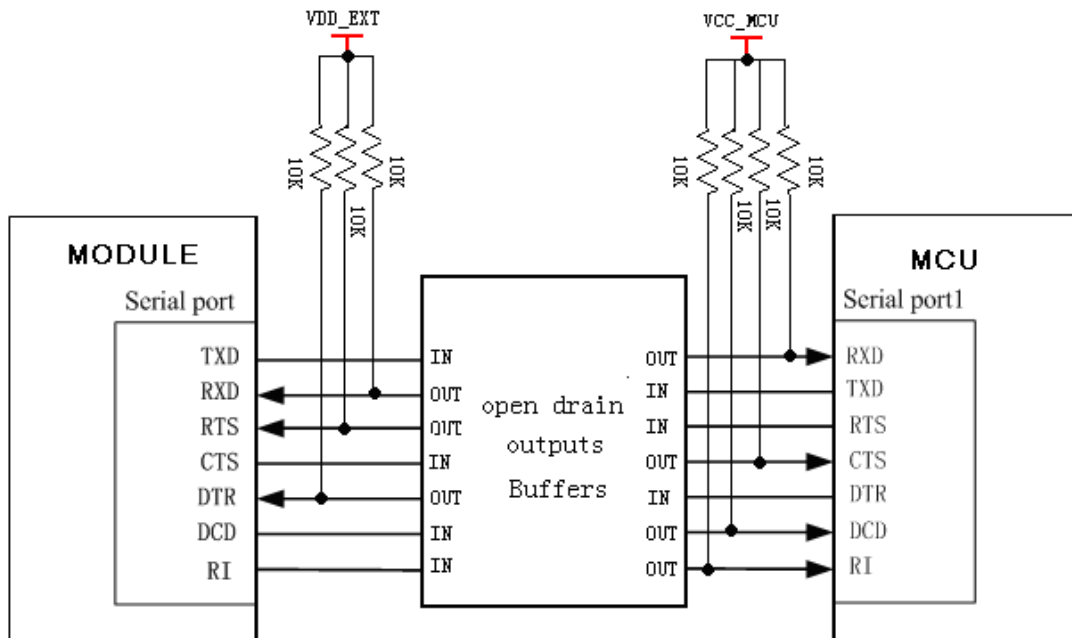 VDD_EXT
VCC_MCU
10K
10K
10K
10K
10K
10K
10K
MODULE
MCU
Serial port
Serial port1
TXD
IN
OUT
RXD
RXD
OUT
IN
TXD
RTS
OUT
IN
RTS
CTS
IN
OUT
CTS
DTR
OUT
IN
DTR
DCD
IN
OUT
DCD
RI
IN
OUT
RI
open drain
outputs
Buffers